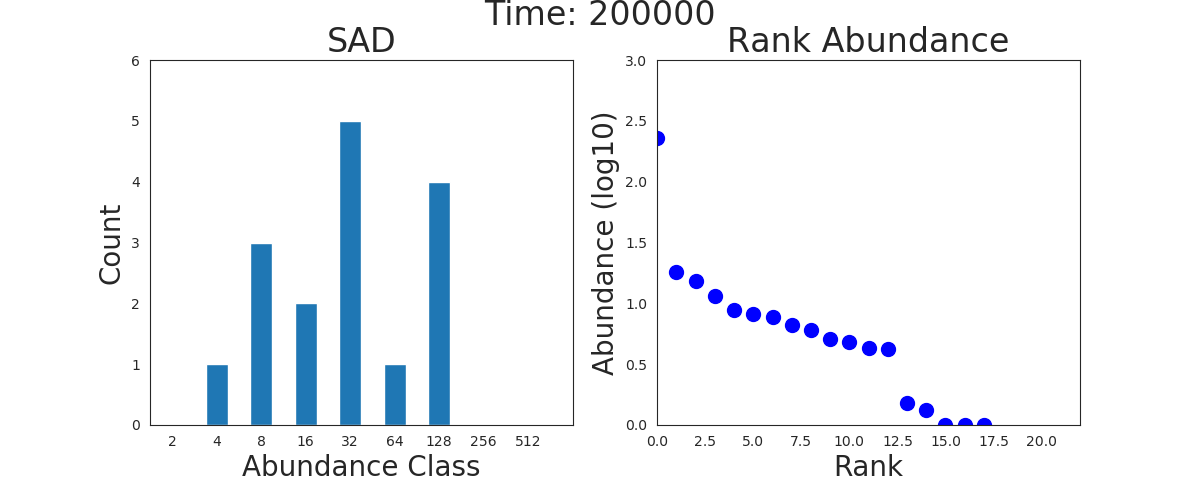 Time: 200000
SAD
6
5
4
3
2
1
0
Count
2 4 8 16 32 64 128 256 512
Abundance Class
Rank Abundance
3.0
2.5
2.0
1.5
1.0
0.5
0.0
Abundance (log10)
0.0 2.5 5.0 7.5 10.0 12.5 15.0 17.5 20.0
Rank